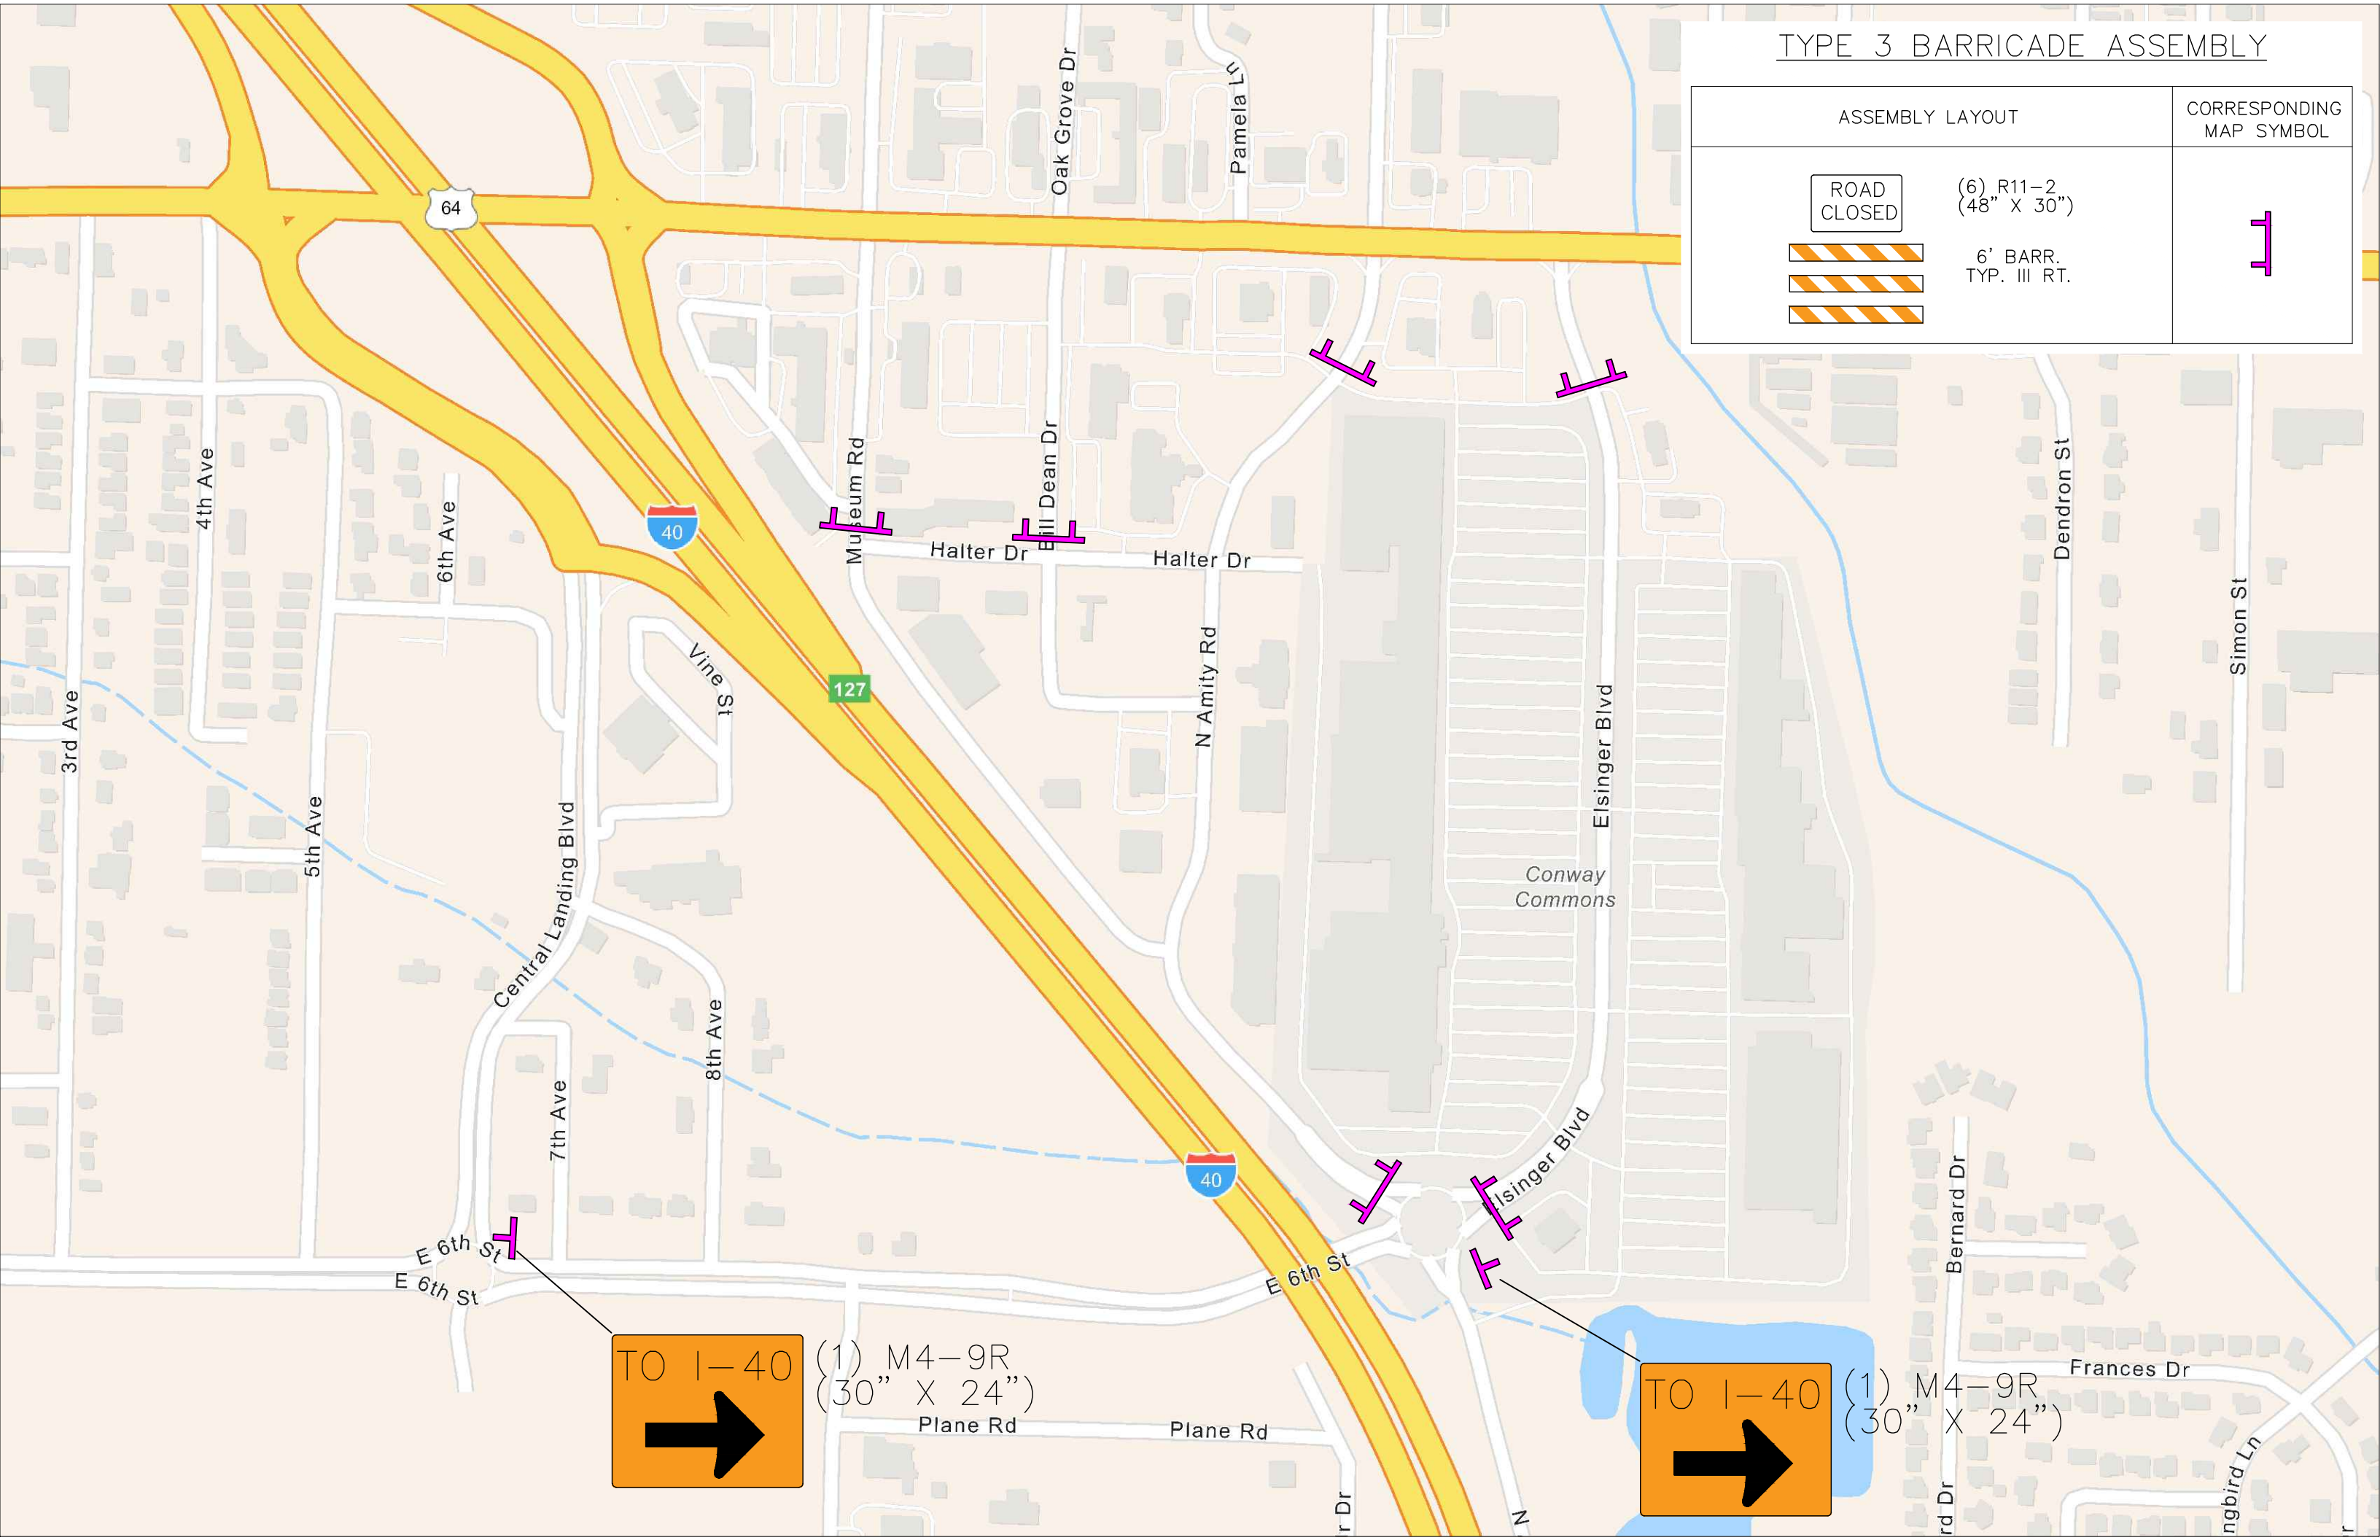 TYPE 3 BARRICADE ASSEMBLY
ASSEMBLY LAYOUT
CORRESPONDING
MAP SYMBOL
ROAD
CLOSED
(6) R11-2
(48" X 30")
6' BARR.
TYP. III RT.
Oak Grove Dr
Pamela Ln
64
4th Ave
6th Ave
40
Museum Rd
Bill Dean Dr
Halter Dr
Halter Dr
Dendron St
Simon St
3rd Ave
Vine St
127
N Amity Rd
Elsinger Blvd
5th Ave
Central Landing Blvd
Conway
Commons
8th Ave
7th Ave
40
Elsinger Blvd
Bernard Dr
E 6th St
E 6th St
E 6th St
TO I-40
(1) M4-9R
(30" X 24")
TO I-40
(1) M4-9R
(30" X 24")
Plane Rd
Plane Rd
Frances Dr
r Dr
N
rd Dr
ngbird Ln